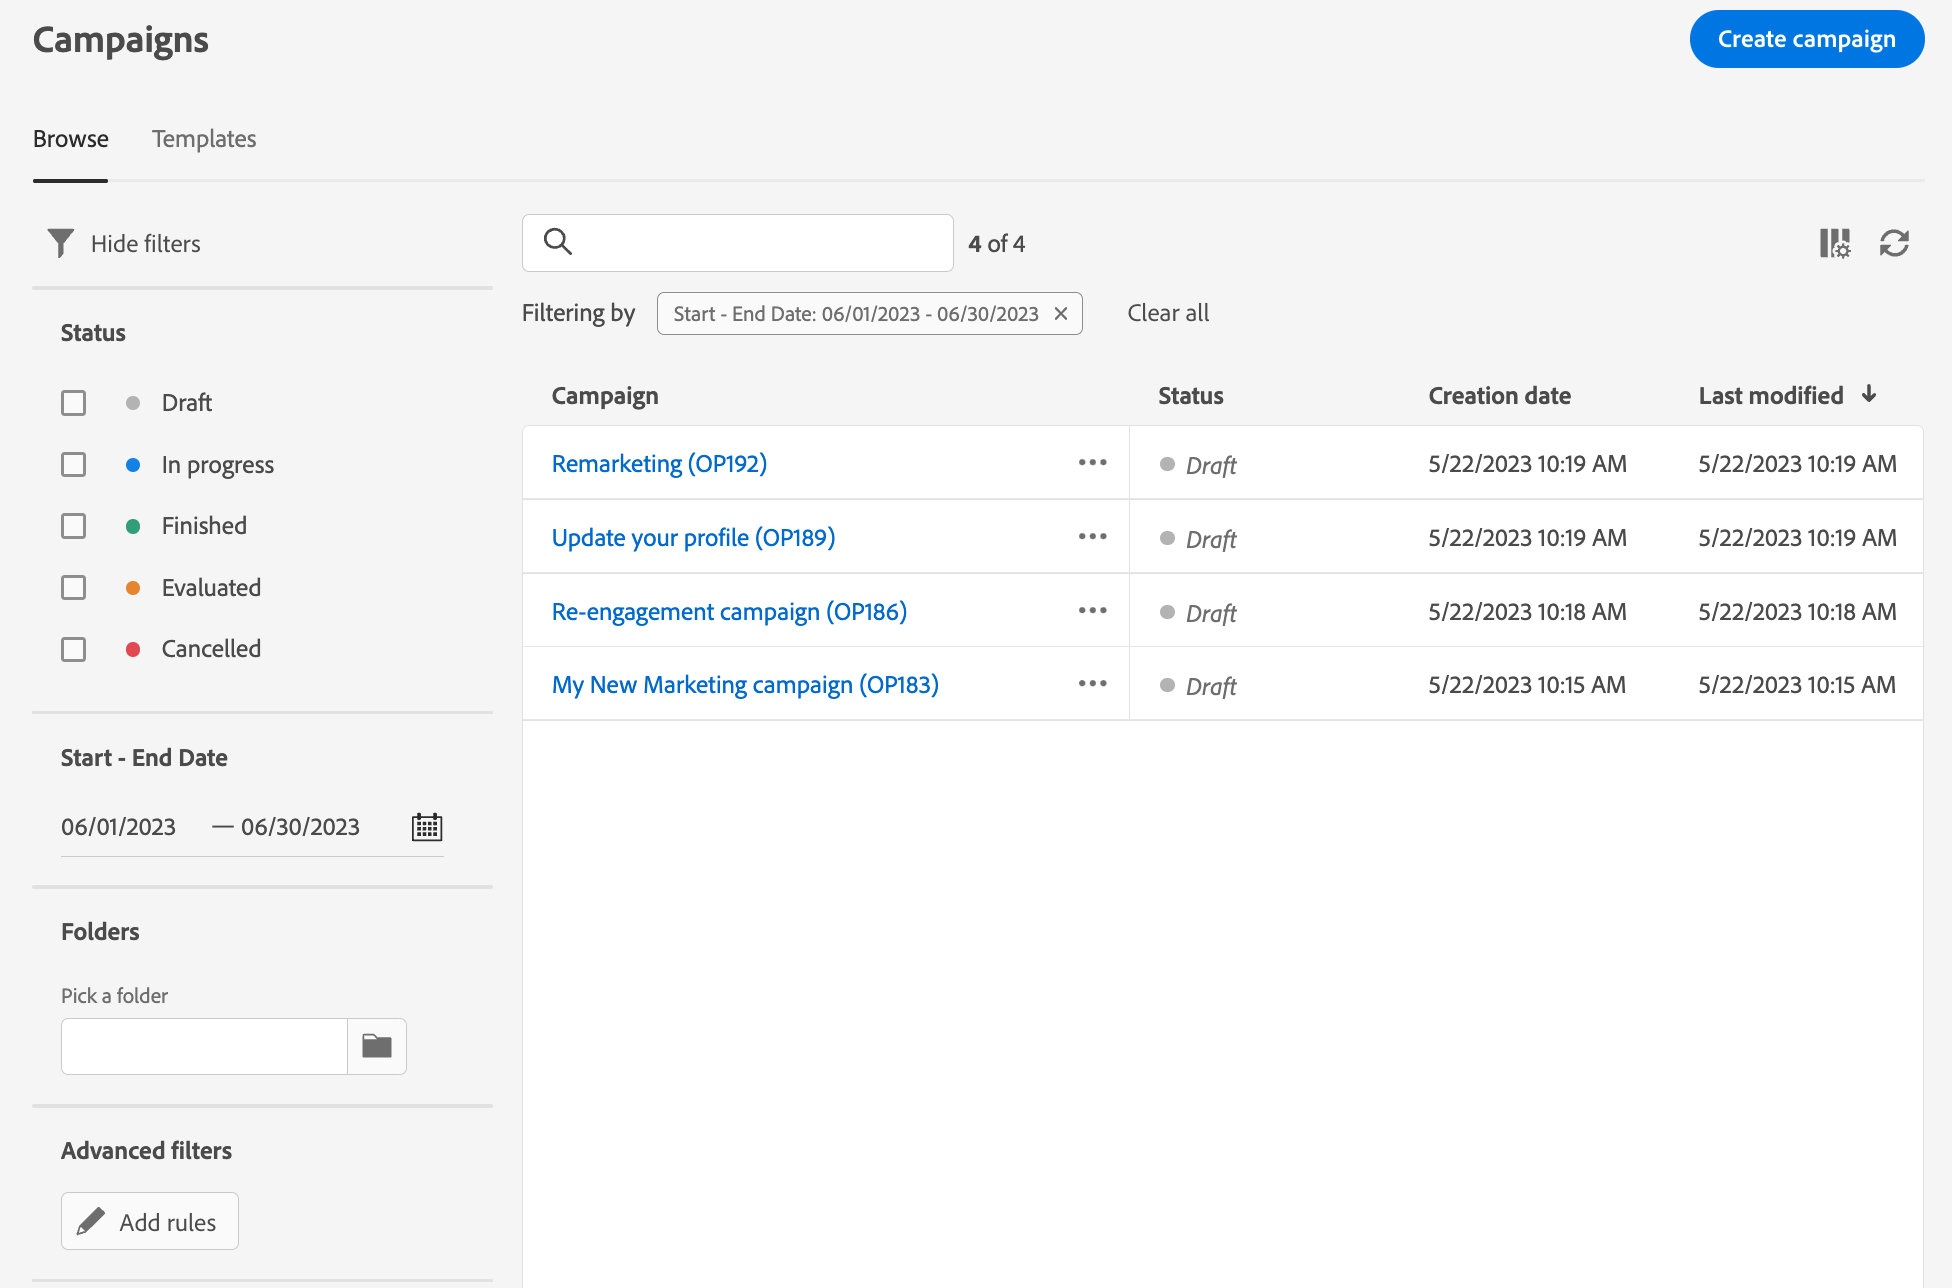 Campaigns
Create campaign
Browse
Templates
Hide filters
4 of 4
Filtering by
Start - End Date: 06/01/2023 - 06/30/2023
Clear all
Status
Draft
In progress
Finished
Evaluated
Cancelled
Start - End Date
06/01/2023 — 06/30/2023
Folders
Pick a folder
Advanced filters
Add rules
Campaign Status Creation date Last modified
Remarketing (OP192) Draft 5/22/2023 10:19 AM 5/22/2023 10:19 AM
Update your profile (OP189) Draft 5/22/2023 10:19 AM 5/22/2023 10:19 AM
Re-engagement campaign (OP186) Draft 5/22/2023 10:18 AM 5/22/2023 10:18 AM
My New Marketing campaign (OP183) Draft 5/22/2023 10:15 AM 5/22/2023 10:15 AM